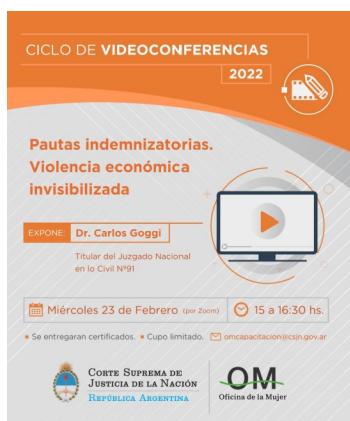 CICLO DE VIDEOCONFERENCIAS
2022
Pautas indemnizatorias.
Violencia económica
invisibilizada
EXPONE: Dr. Carlos Goggi
Titular del Juzgado Nacional
en lo Civil Nº91
Miércoles 23 de Febrero (por Zoom) 15 a 16:30 hs.
• Se entregaran certificados. • Cupo limitado. omcapacitacion@csjn.gov.ar
CORTE SUPREMA DE
JUSTICIA DE LA NACIÓN
REPÚBLICA ARGENTINA
OM
Oficina de la Mujer